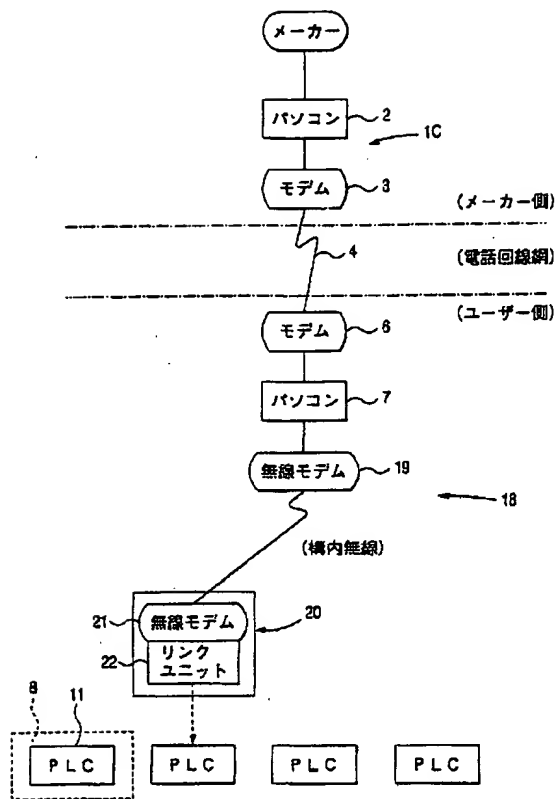 メーカー
パソコン
2
1C
モデム
3
(メーカー側)
4
(電話回線網)
(ユーザー側)
モデム
6
パソコン
7
無線モデム
19
18
(構内無線)
21
無線モデム
20
22
リンク
ユニット
8
11
PLC
PLC
PLC
PLC